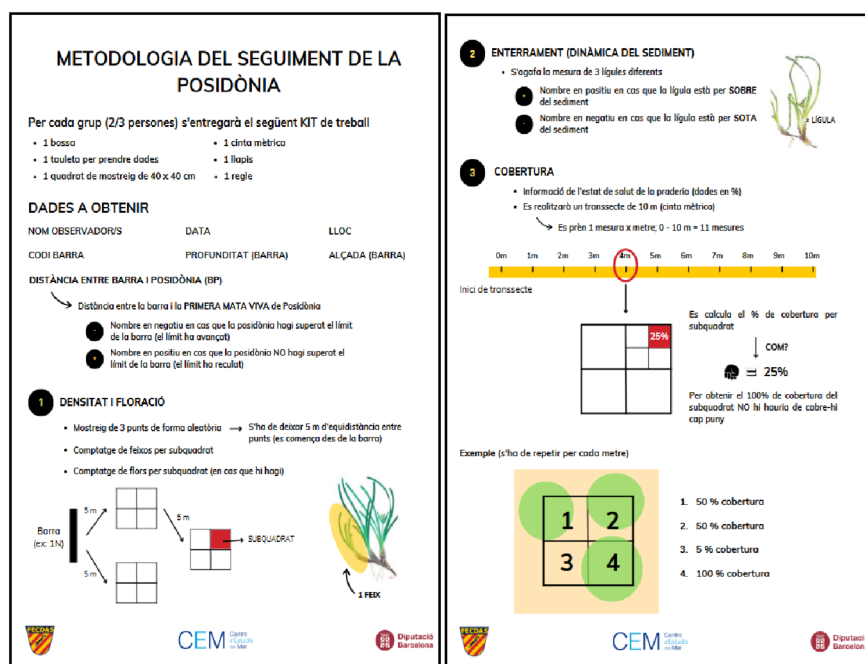 METODOLOGIA DEL SEGUIMENT DE LA
POSIDÒNIA
Per cada grup (2/3 persones) s'entregarà el següent KIT de treball
• 1 bossa
• 1 tauleta per prendre dades
• 1 quadrat de mostreig de 40 x 40 cm
• 1 cinta mètrica
• 1 llapis
• 1 regle
DADES A OBTENIR
NOM OBSERVADOR/S DATA LLOC
CODI BARRA PROFUNDITAT (BARRA) ALÇADA (BARRA)
DISTÀNCIA ENTRE BARRA I POSIDÒNIA (BP)
Distància entre la barra i la PRIMERA MATA VIVA de Posidònia
- Nombre en negatiu en cas que la posidònia hagi superat el límit
de la barra (el límit ha avançat)
+ Nombre en positiu en cas que la posidònia NO hagi superat el
límit de la barra (el límit ha reculat)
1 DENSITAT I FLORACIÓ
• Mostreig de 3 punts de forma aleatòria
S'ha de deixar 5 m d'equidistància entre
punts (es comença des de la barra)
• Comptatge de feixos per subquadrat
• Comptatge de flors per subquadrat (en cas que hi hagi)
5 m
5 m
Barra
(ex: 1N)
SUBQUADRAT
5 m
1 FEIX
FECDAS
CEM Centre
d'Estudis
del Mar
Diputació
Barcelona
2 ENTERRAMENT (DINÀMICA DEL SEDIMENT)
• S'agafa la mesura de 3 lígules diferents
+ Nombre en positiu en cas que la lígula està per SOBRE
del sediment
- Nombre en negatiu en cas que la lígula està per SOTA
del sediment
LÍGULA
3 COBERTURA
• Informació de l'estat de salut de la praderia (dades en %)
• Es realitzarà un transsecte de 10 m (cinta mètrica)
Es prèn 1 mesura x metre; 0 - 10 m = 11 mesures
0m 1m 2m 3m 4m 5m 6m 7m 8m 9m 10m
Inici de transsecte
Es calcula el % de cobertura per
subquadrat
25%
COM?
= 25%
Per obtenir el 100% de cobertura del
subquadrat NO hi hauria de cabre-hi
cap puny
Exemple (s'ha de repetir per cada metre)
1 2
3 4
1. 50 % cobertura
2. 50 % cobertura
3. 5 % cobertura
4. 100 % cobertura
FECDAS
CEM Centre
d'Estudis
del Mar
Diputació
Barcelona